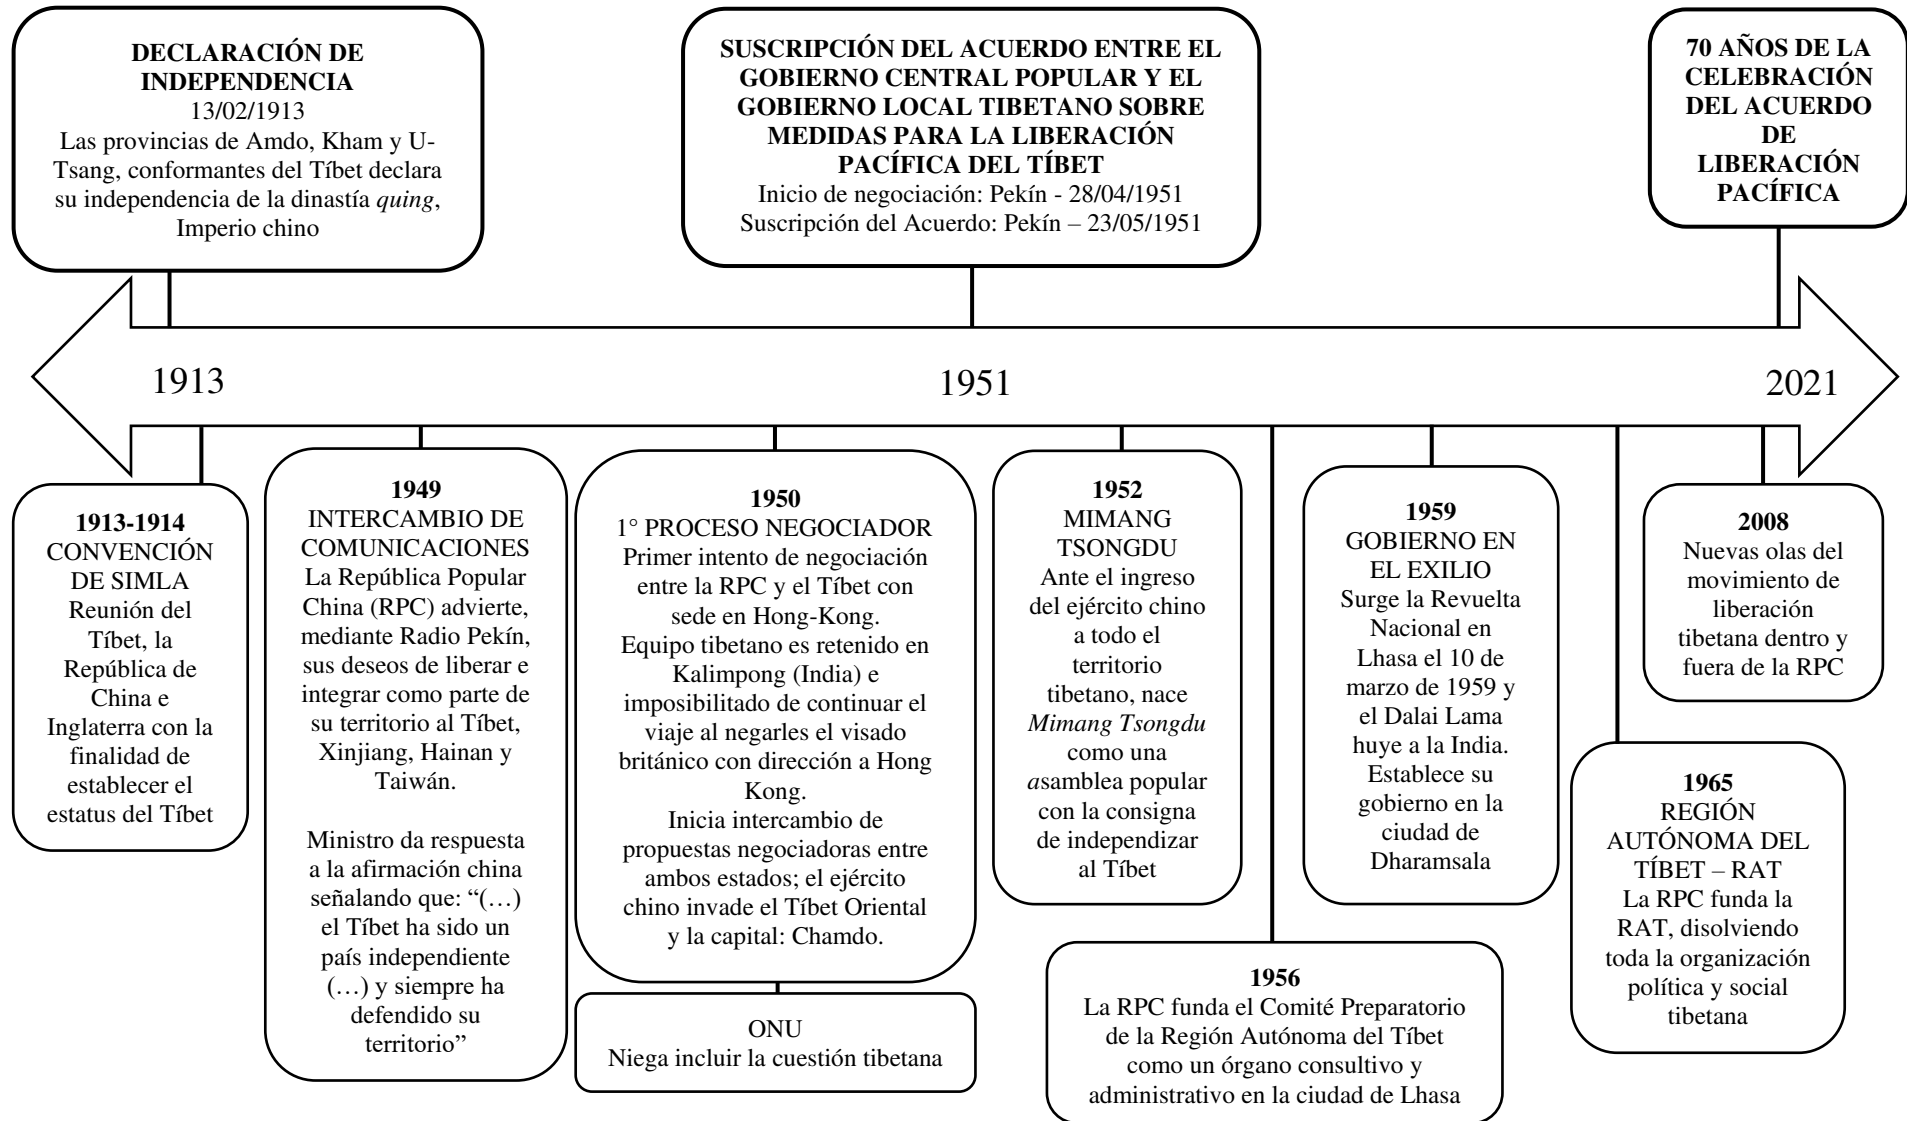 DECLARACIÓN DE
INDEPENDENCIA
13/02/1913
Las provincias de Amdo, Kham y U-
Tsang, conformantes del Tíbet declara
su independencia de la dinastía quing,
Imperio chino
SUSCRIPCIÓN DEL ACUERDO ENTRE EL
GOBIERNO CENTRAL POPULAR Y EL
GOBIERNO LOCAL TIBETANO SOBRE
MEDIDAS PARA LA LIBERACIÓN
PACÍFICA DEL TÍBET
Inicio de negociación: Pekín - 28/04/1951
Suscripción del Acuerdo: Pekín – 23/05/1951
70 AÑOS DE LA
CELEBRACIÓN
DEL ACUERDO
DE
LIBERACIÓN
PACÍFICA
1913
1951
2021
1913-1914
CONVENCIÓN
DE SIMLA
Reunión del
Tíbet, la
República de
China e
Inglaterra con la
finalidad de
establecer el
estatus del Tíbet
1949
INTERCAMBIO DE
COMUNICACIONES
La República Popular
China (RPC) advierte,
mediante Radio Pekín,
sus deseos de liberar e
integrar como parte de
su territorio al Tíbet,
Xinjiang, Hainan y
Taiwán.
Ministro da respuesta
a la afirmación china
señalando que: “(…)
el Tíbet ha sido un
país independiente
(…) y siempre ha
defendido su
territorio”
1950
1° PROCESO NEGOCIADOR
Primer intento de negociación
entre la RPC y el Tíbet con
sede en Hong-Kong.
Equipo tibetano es retenido en
Kalimpong (India) e
imposibilitado de continuar el
viaje al negarles el visado
británico con dirección a Hong
Kong.
Inicia intercambio de
propuestas negociadoras entre
ambos estados; el ejército
chino invade el Tíbet Oriental
y la capital: Chamdo.
ONU
Niega incluir la cuestión tibetana
1952
MIMANG
TSONGDU
Ante el ingreso
del ejército chino
a todo el
territorio
tibetano, nace
Mimang Tsongdu
como una
asamblea popular
con la consigna
de independizar
al Tíbet
1956
La RPC funda el Comité Preparatorio
de la Región Autónoma del Tíbet
como un órgano consultivo y
administrativo en la ciudad de Lhasa
1959
GOBIERNO EN
EL EXILIO
Surge la Revuelta
Nacional en
Lhasa el 10 de
marzo de 1959 y
el Dalai Lama
huye a la India.
Establece su
gobierno en la
ciudad de
Dharamsala
1965
REGIÓN
AUTÓNOMA DEL
TÍBET – RAT
La RPC funda la
RAT, disolviendo
toda la organización
política y social
tibetana
2008
Nuevas olas del
movimiento de
liberación
tibetana dentro y
fuera de la RPC